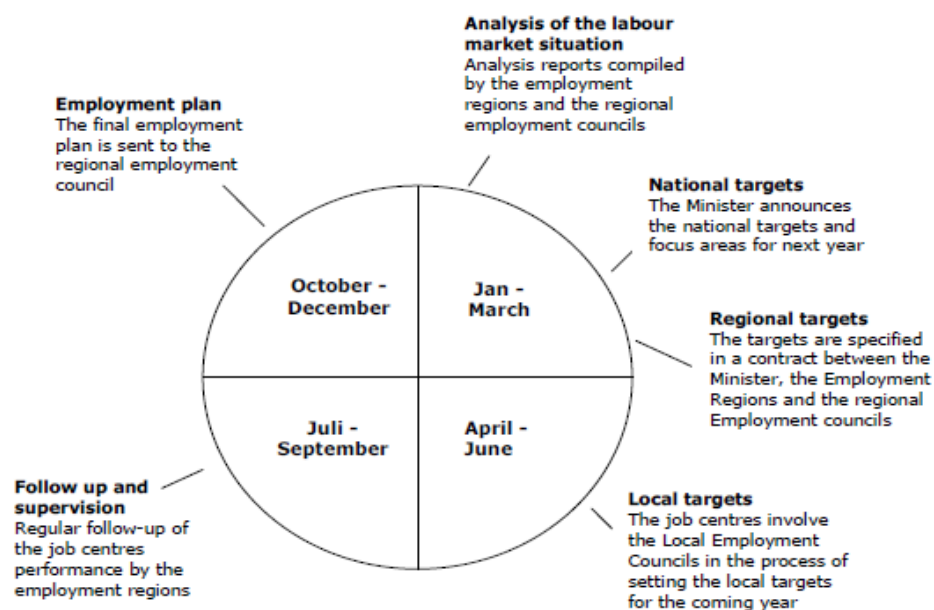 Analysis of the labour
market situation
Analysis reports compiled
by the employment
regions and the regional
employment councils
Employment plan
The final employment
plan is sent to the
regional employment
council
National targets
The Minister announces
the national targets and
focus areas for next year
October -
December
Jan -
March
Regional targets
The targets are specified
in a contract between the
Minister, the Employment
Regions and the regional
Employment councils
Juli -
September
April -
June
Follow up and
supervision
Regular follow-up of
the job centres
performance by the
employment regions
Local targets
The job centres involve
the Local Employment
Councils in the process of
setting the local targets
for the coming year